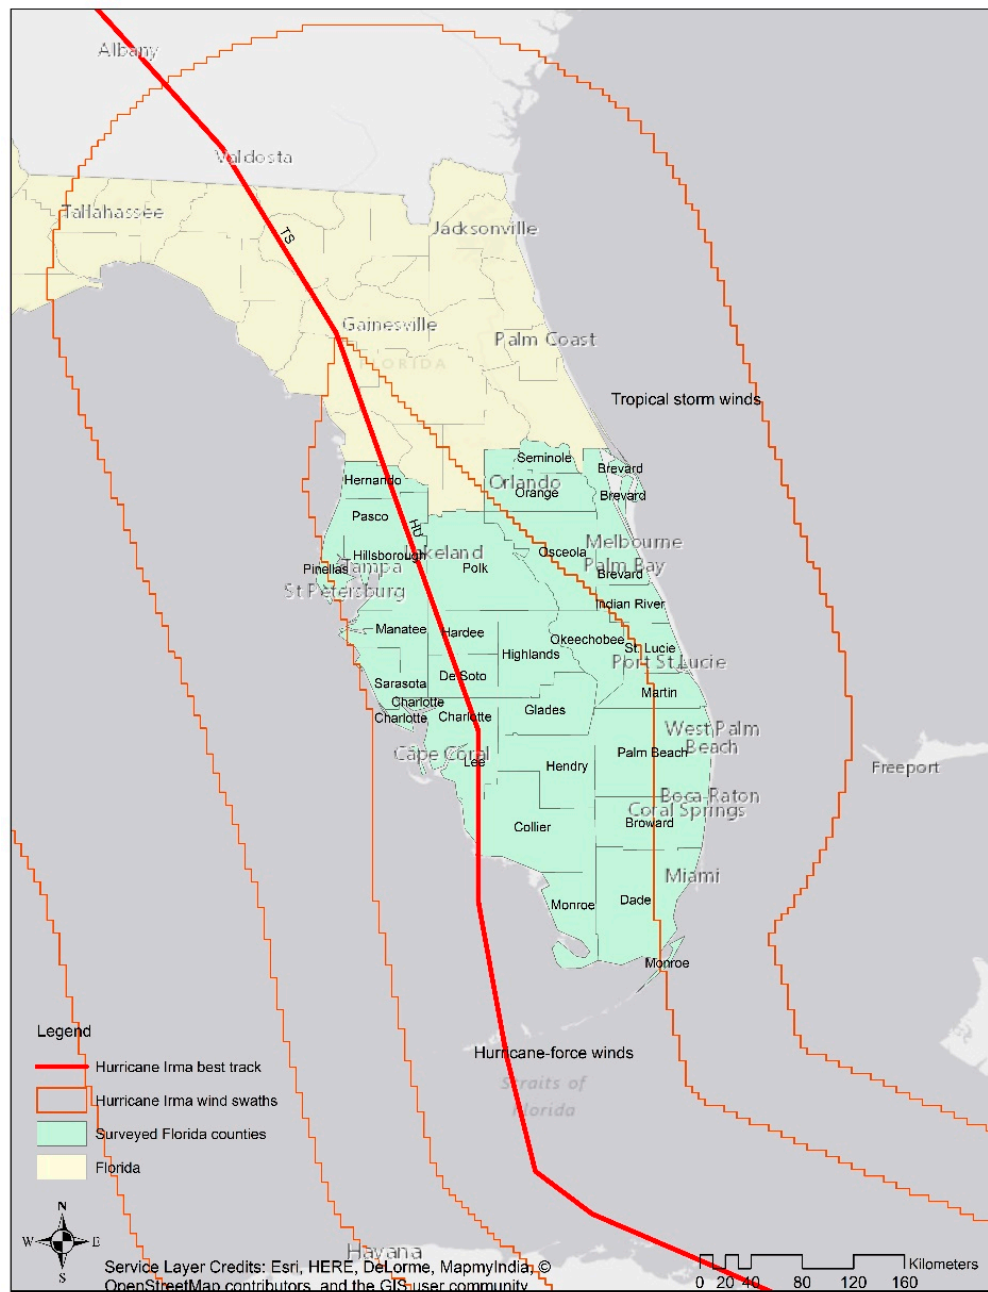 Albany
Valdosta
Tallahassee
Jacksonville
TS
Gainesville
Palm Coast
FLORIDA
Tropical storm winds
Seminole
Brevard
Hernando
Orlando
Orange
Brevard
Pasco
HU
Melbourne
Hillsborough
Lakeland
Osceola
Pinellas
Tampa
Polk
Palm Bay
Brevard
St Petersburg
Indian River
Manatee
Hardee
Okeechobee
St. Lucie
Highlands
Port St Lucie
Sarasota
De Soto
Martin
Charlotte
Charlotte
Charlotte
Glades
West Palm
Beach
Cape Coral
Lee
Hendry
Palm Beach
Freeport
Boca Raton
Coral Springs
Collier
Broward
Miami
Monroe
Dade
Monroe
Legend
Hurricane Irma best track
Hurricane-force winds
Hurricane Irma wind swaths
Straits of
Florida
Surveyed Florida counties
Florida
N
W E
S
Havana
Service Layer Credits: Esri, HERE, DeLorme, MapmyIndia, ©
OpenStreetMap contributors, and the GIS user community
Kilometers
0 20 40 80 120 160